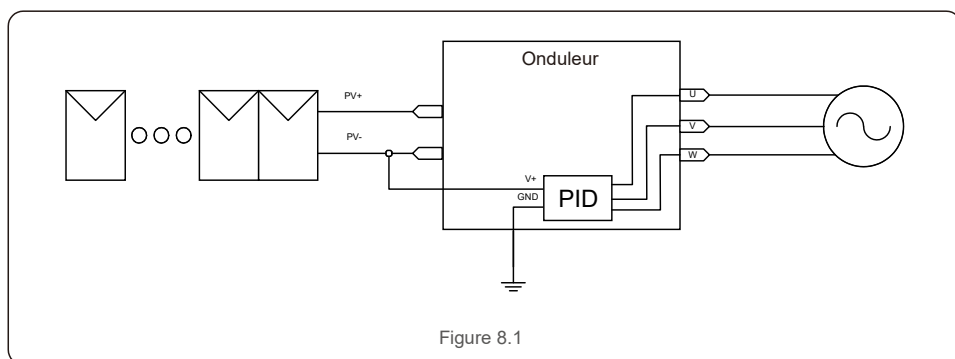 Onduleur
PV+
PV-
V+
GND
PID
U
V
W
Figure 8.1